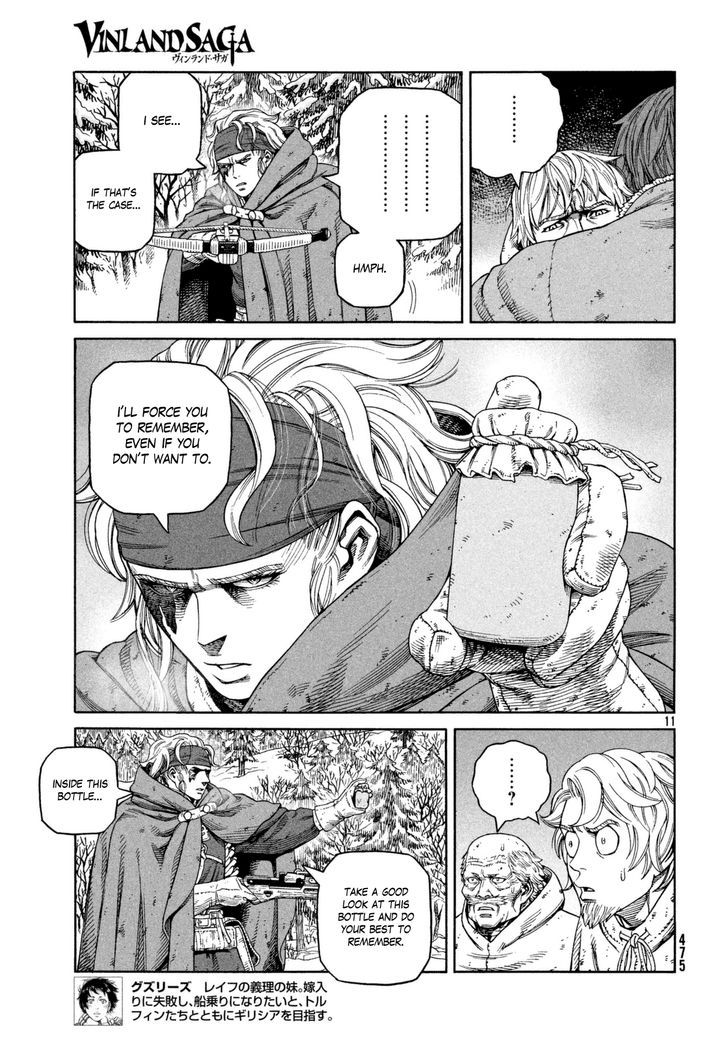 VINLAND SAGA
ヴィンランド・サガ
......
......
......
......
I SEE...
IF THAT'S
THE CASE...
HMPH.
I'LL FORCE YOU
TO REMEMBER,
EVEN IF YOU
DON'T WANT TO.
11
......
?
INSIDE THIS
BOTTLE...
TAKE A GOOD
LOOK AT THIS
BOTTLE AND DO
YOUR BEST TO
REMEMBER.
475
グズリーズ レイフの義理の妹。嫁入
りに失敗し、船乗りになりたいと、トル
フィンたちとともにギリシアを目指す。